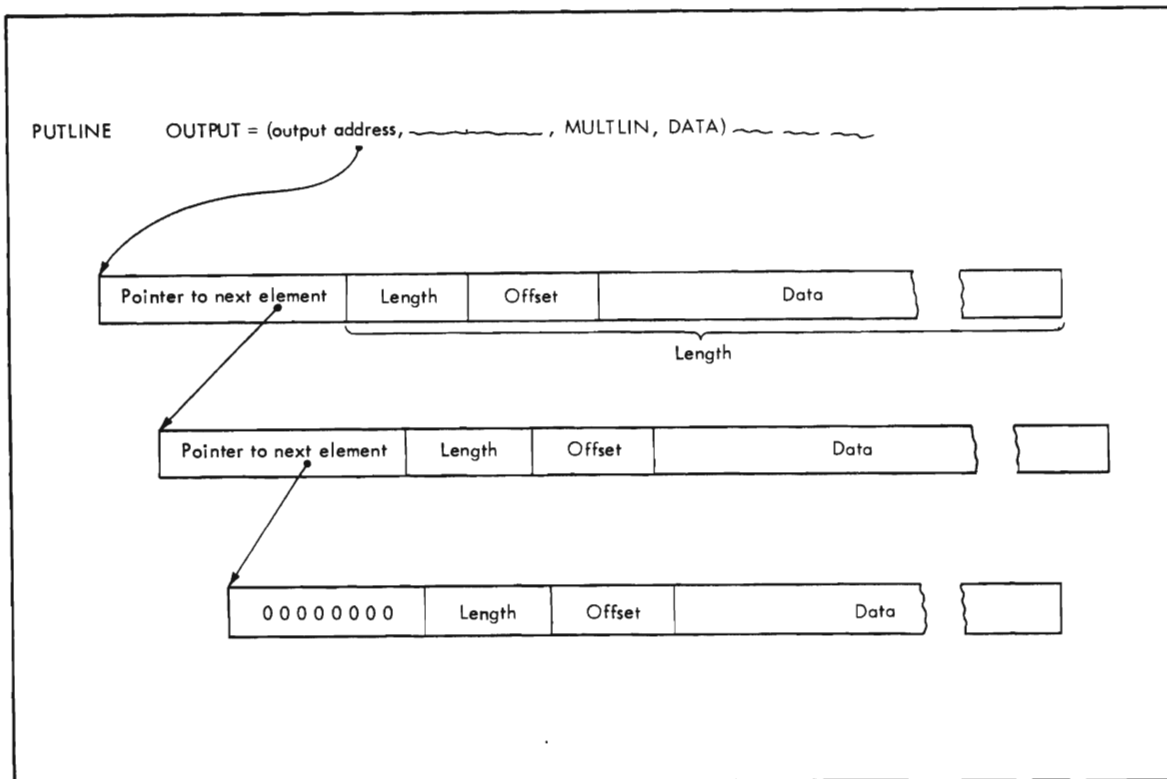 PUTLINE OUTPUT = (output address, , MULTLIN, DATA)
Pointer to next element Length Offset Data
Length
Pointer to next element Length Offset Data
00000000 Length Offset Data